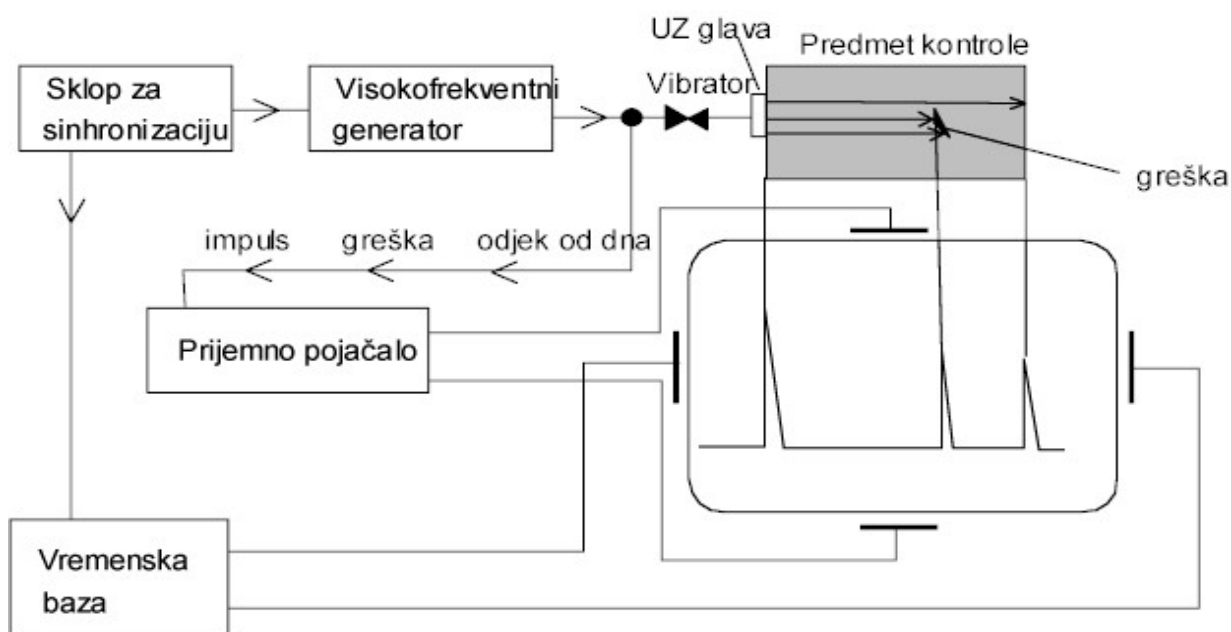 UZ glava
Predmet kontrole
Sklop za
sinhronizaciju
Visokofrekventni
generator
Vibrator
greška
impuls
greška
odjek od dna
Prijemno pojačalo
Vremenska
baza